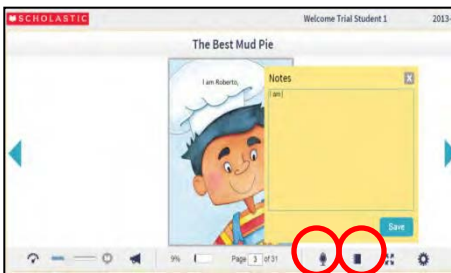 SCHOLASTIC Welcome Trial Student 1 2013-
The Best Mud Pie
I am Roberto,
Notes X
I am
Save
9% Page 3 of 31